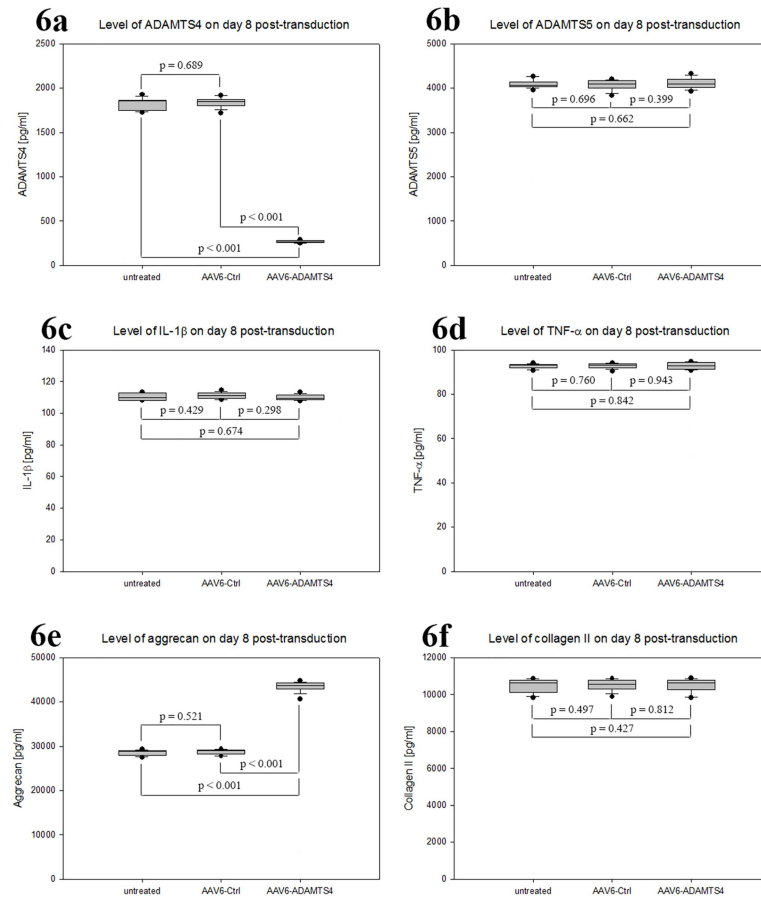 6a
Level of ADAMTS4 on day 8 post-transduction
2500
2000
1500
1000
500
0
ADAMTS4 [pg/ml]
p = 0.689
p < 0.001
p < 0.001
untreated
AAV6-Ctrl
AAV6-ADAMTS4
6b
Level of ADAMTS5 on day 8 post-transduction
5000
4000
3000
2000
1000
0
ADAMTS5 [pg/ml]
p = 0.696
p = 0.399
p = 0.662
untreated
AAV6-Ctrl
AAV6-ADAMTS4
6c
Level of IL-1β on day 8 post-transduction
140
120
100
80
60
40
20
0
IL-1β [pg/ml]
p = 0.429
p = 0.298
p = 0.674
untreated
AAV6-Ctrl
AAV6-ADAMTS4
6d
Level of TNF-α on day 8 post-transduction
100
80
60
40
20
0
TNF-α [pg/ml]
p = 0.760
p = 0.943
p = 0.842
untreated
AAV6-Ctrl
AAV6-ADAMTS4
6e
Level of aggrecan on day 8 post-transduction
50000
40000
30000
20000
10000
0
Aggrecan [pg/ml]
p = 0.521
p < 0.001
p < 0.001
untreated
AAV6-Ctrl
AAV6-ADAMTS4
6f
Level of collagen II on day 8 post-transduction
12000
10000
8000
6000
4000
2000
0
Collagen II [pg/ml]
p = 0.497
p = 0.812
p = 0.427
untreated
AAV6-Ctrl
AAV6-ADAMTS4